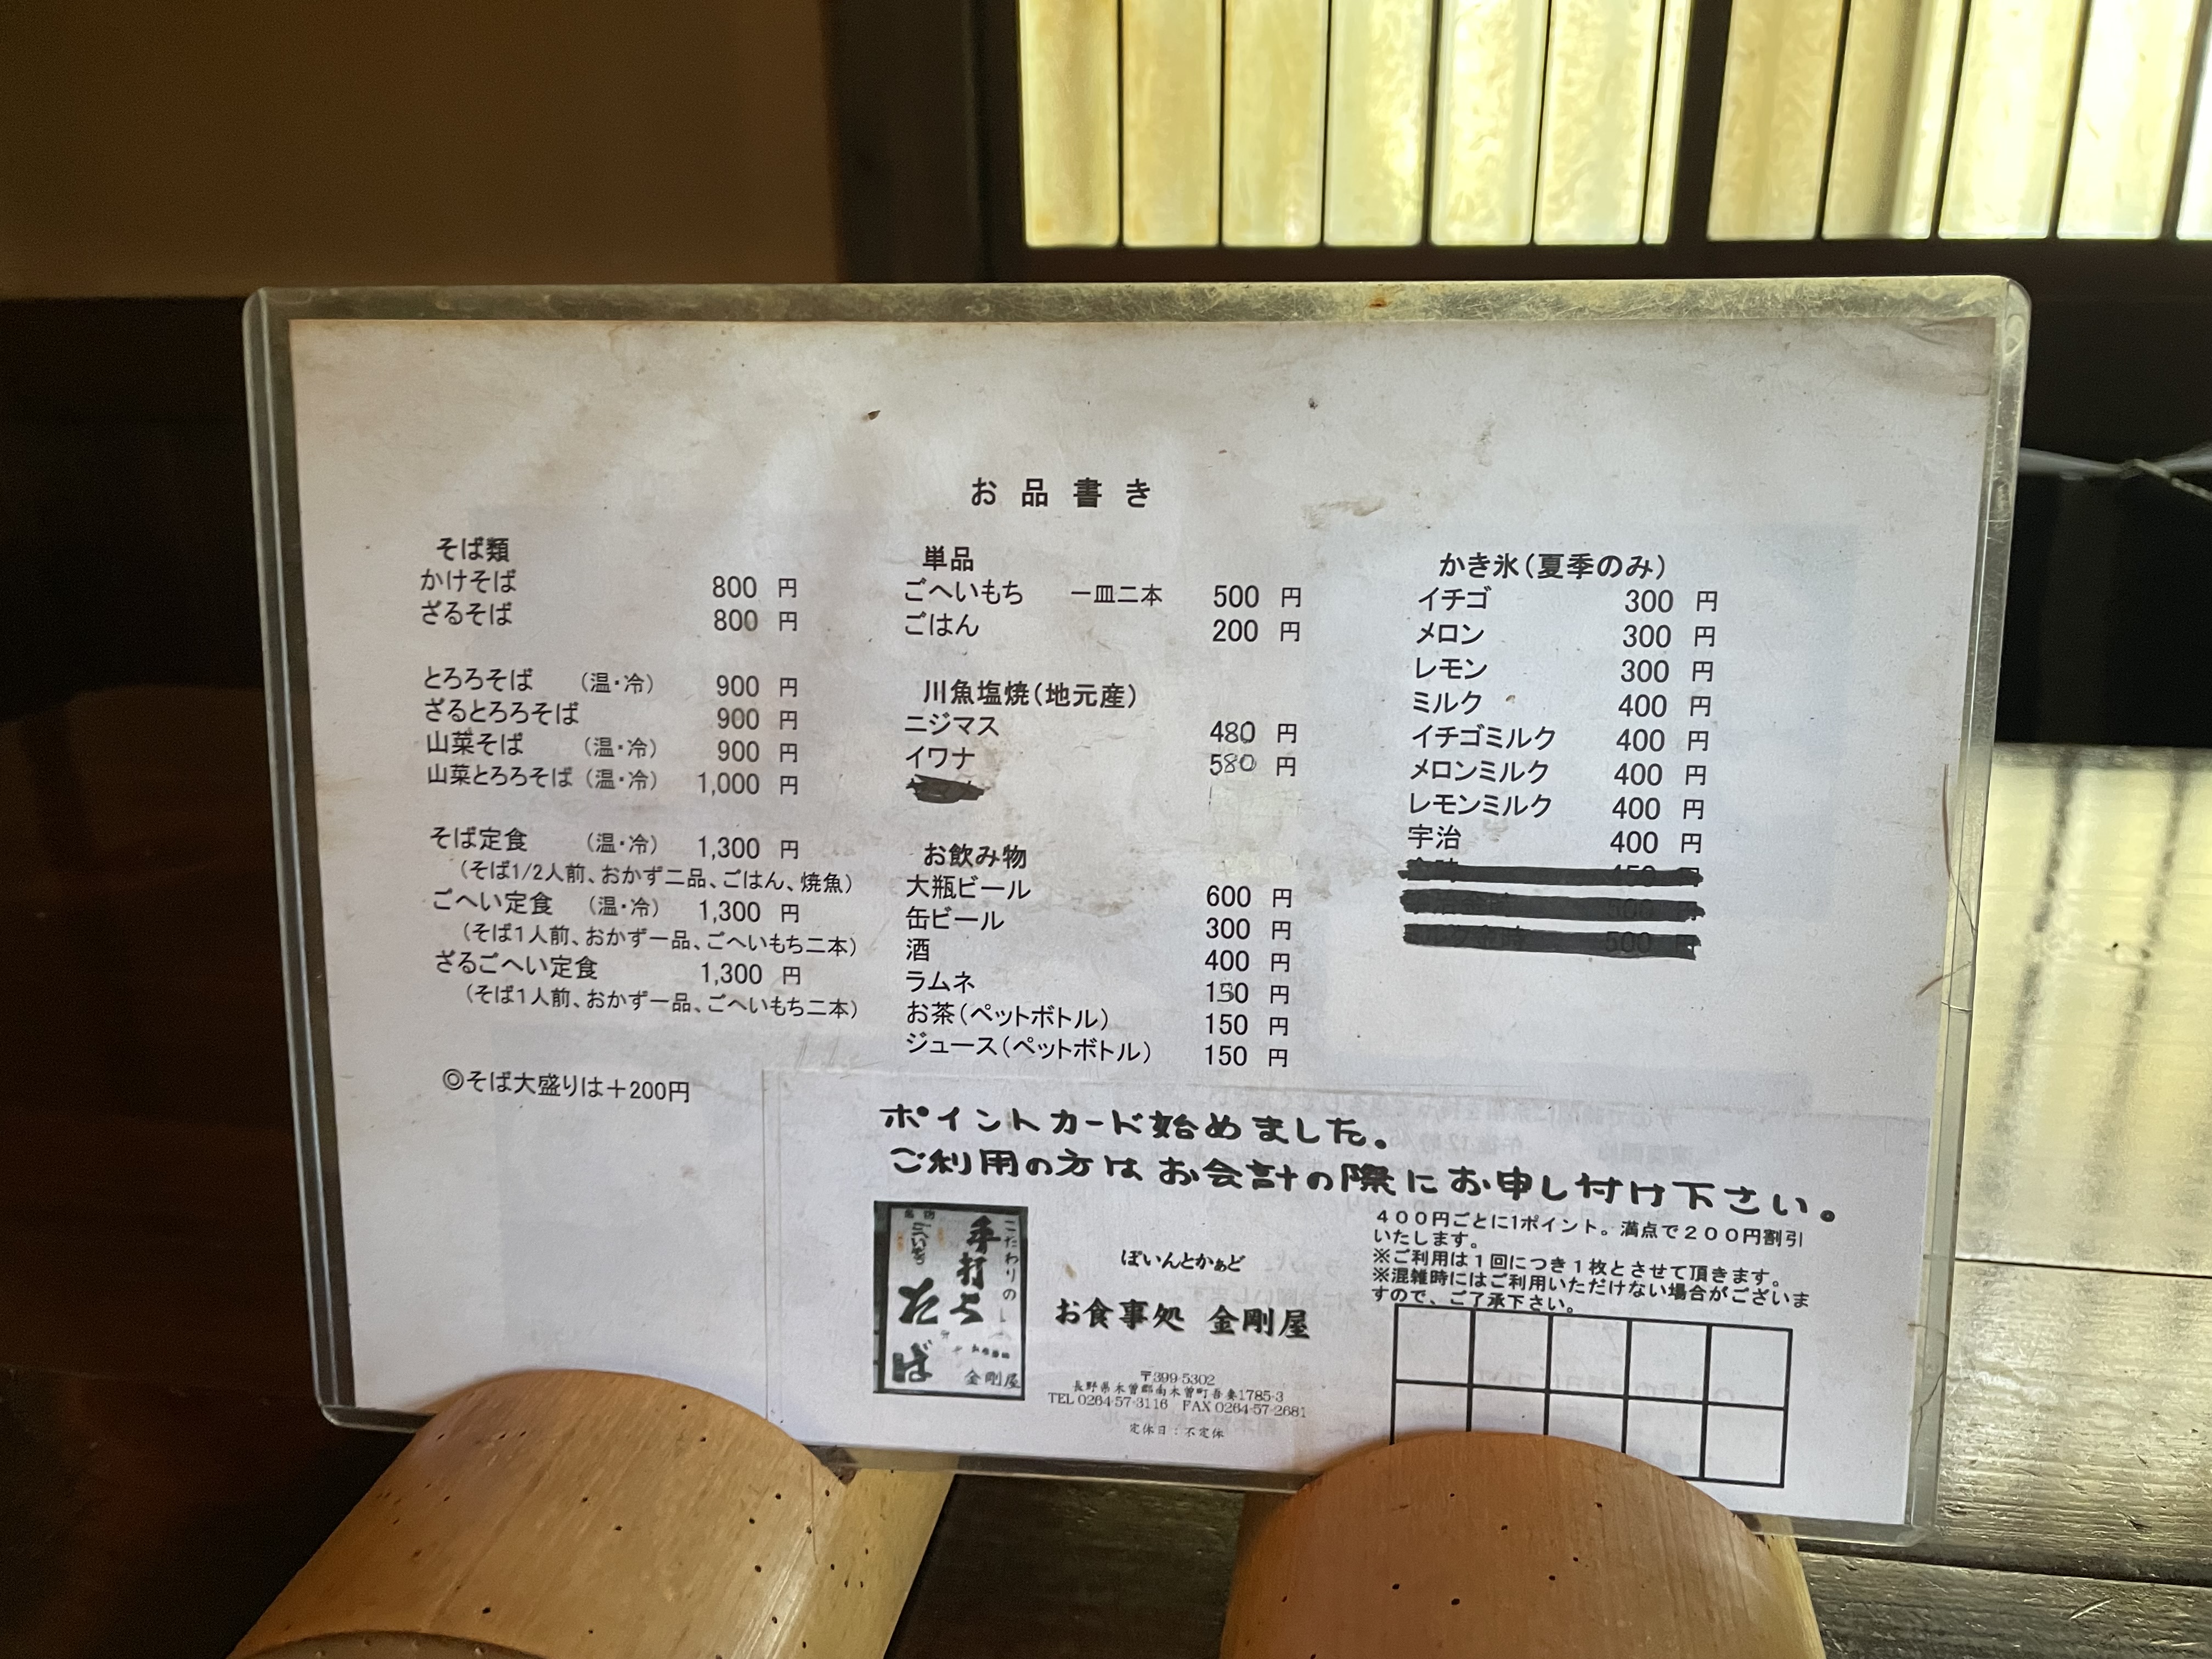 お品書き
そば類
かけそば 800 円
ざるそば 800 円
とろろそば (温・冷) 900 円
ざるとろろそば 900 円
山菜そば (温・冷) 900 円
山菜とろろそば (温・冷) 1,000 円
そば定食 (温・冷) 1,300 円
(そば1/2人前、おかず二品、ごはん、焼魚)
ごへい定食 (温・冷) 1,300 円
(そば1人前、おかず一品、ごへいもち二本)
ざるごへい定食 1,300 円
(そば1人前、おかず一品、ごへいもち二本)
◎そば大盛りは+200円
単品
ごへいもち 一皿二本 500 円
ごはん 200 円
川魚塩焼(地元産)
ニジマス 480 円
イワナ 580 円
お飲み物
大瓶ビール 600 円
缶ビール 300 円
酒 400 円
ラムネ 150 円
お茶(ペットボトル) 150 円
ジュース(ペットボトル) 150 円
かき氷(夏季のみ)
イチゴ 300 円
メロン 300 円
レモン 300 円
ミルク 400 円
イチゴミルク 400 円
メロンミルク 400 円
レモンミルク 400 円
宇治 400 円
ポイントカード始めました。
ご利用の方はお会計の際にお申し付け下さい。
こだわりの
手打
そば
金剛屋
ぽいんとかぁど
お食事処 金剛屋
〒399-5302
長野県木曽郡南木曽町吾妻1785-3
TEL 0264-57-3116 FAX 0264-57-2681
定休日:不定休
400円ごとに1ポイント。満点で200円割引
いたします。
※ご利用は1回につき1枚とさせて頂きます。
※混雑時にはご利用いただけない場合がございま
すので、ご了承下さい。